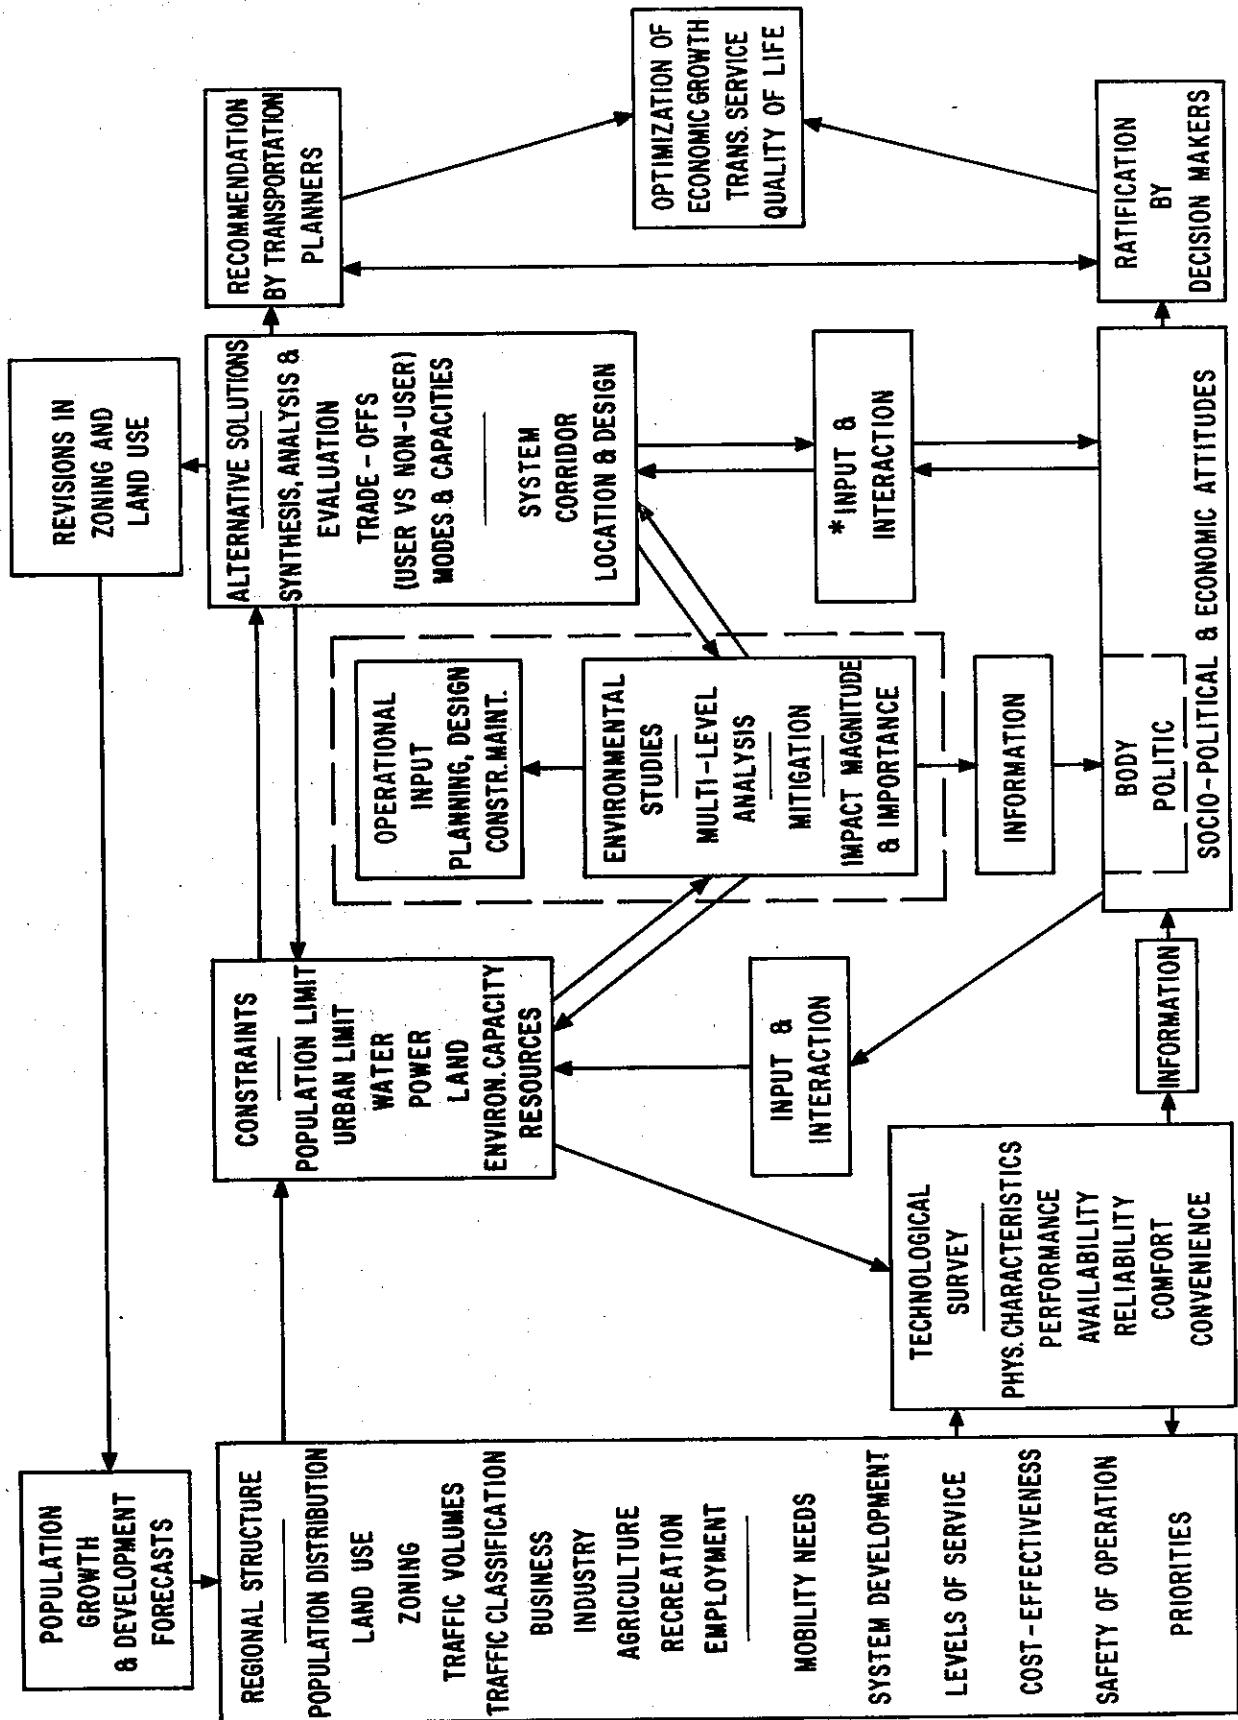 POPULATION
GROWTH
& DEVELOPMENT
FORECASTS
REGIONAL STRUCTURE
POPULATION DISTRIBUTION
LAND USE
ZONING
TRAFFIC VOLUMES
TRAFFIC CLASSIFICATION
BUSINESS
INDUSTRY
AGRICULTURE
RECREATION
EMPLOYMENT
MOBILITY NEEDS
SYSTEM DEVELOPMENT
LEVELS OF SERVICE
COST-EFFECTIVENESS
SAFETY OF OPERATION
PRIORITIES
TECHNOLOGICAL
SURVEY
PHYS. CHARACTERISTICS
PERFORMANCE
AVAILABILITY
RELIABILITY
COMFORT
CONVENIENCE
CONSTRAINTS
POPULATION LIMIT
URBAN LIMIT
WATER
POWER
LAND
ENVIRON. CAPACITY
RESOURCES
INPUT &
INTERACTION
INFORMATION
OPERATIONAL
INPUT
PLANNING, DESIGN
CONSTR. MAINT.
ENVIRONMENTAL
STUDIES
MULTI-LEVEL
ANALYSIS
MITIGATION
IMPACT MAGNITUDE
& IMPORTANCE
INFORMATION
BODY
POLITIC
SOCIO-POLITICAL & ECONOMIC ATTITUDES
REVISIONS IN
ZONING AND
LAND USE
ALTERNATIVE SOLUTIONS
SYNTHESIS, ANALYSIS &
EVALUATION
TRADE-OFFS
(USER VS NON-USER)
MODES & CAPACITIES
SYSTEM
CORRIDOR
LOCATION & DESIGN
*INPUT &
INTERACTION
RECOMMENDATION
BY TRANSPORTATION
PLANNERS
OPTIMIZATION OF
ECONOMIC GROWTH
TRANS. SERVICE
QUALITY OF LIFE
RATIFICATION
BY
DECISION MAKERS